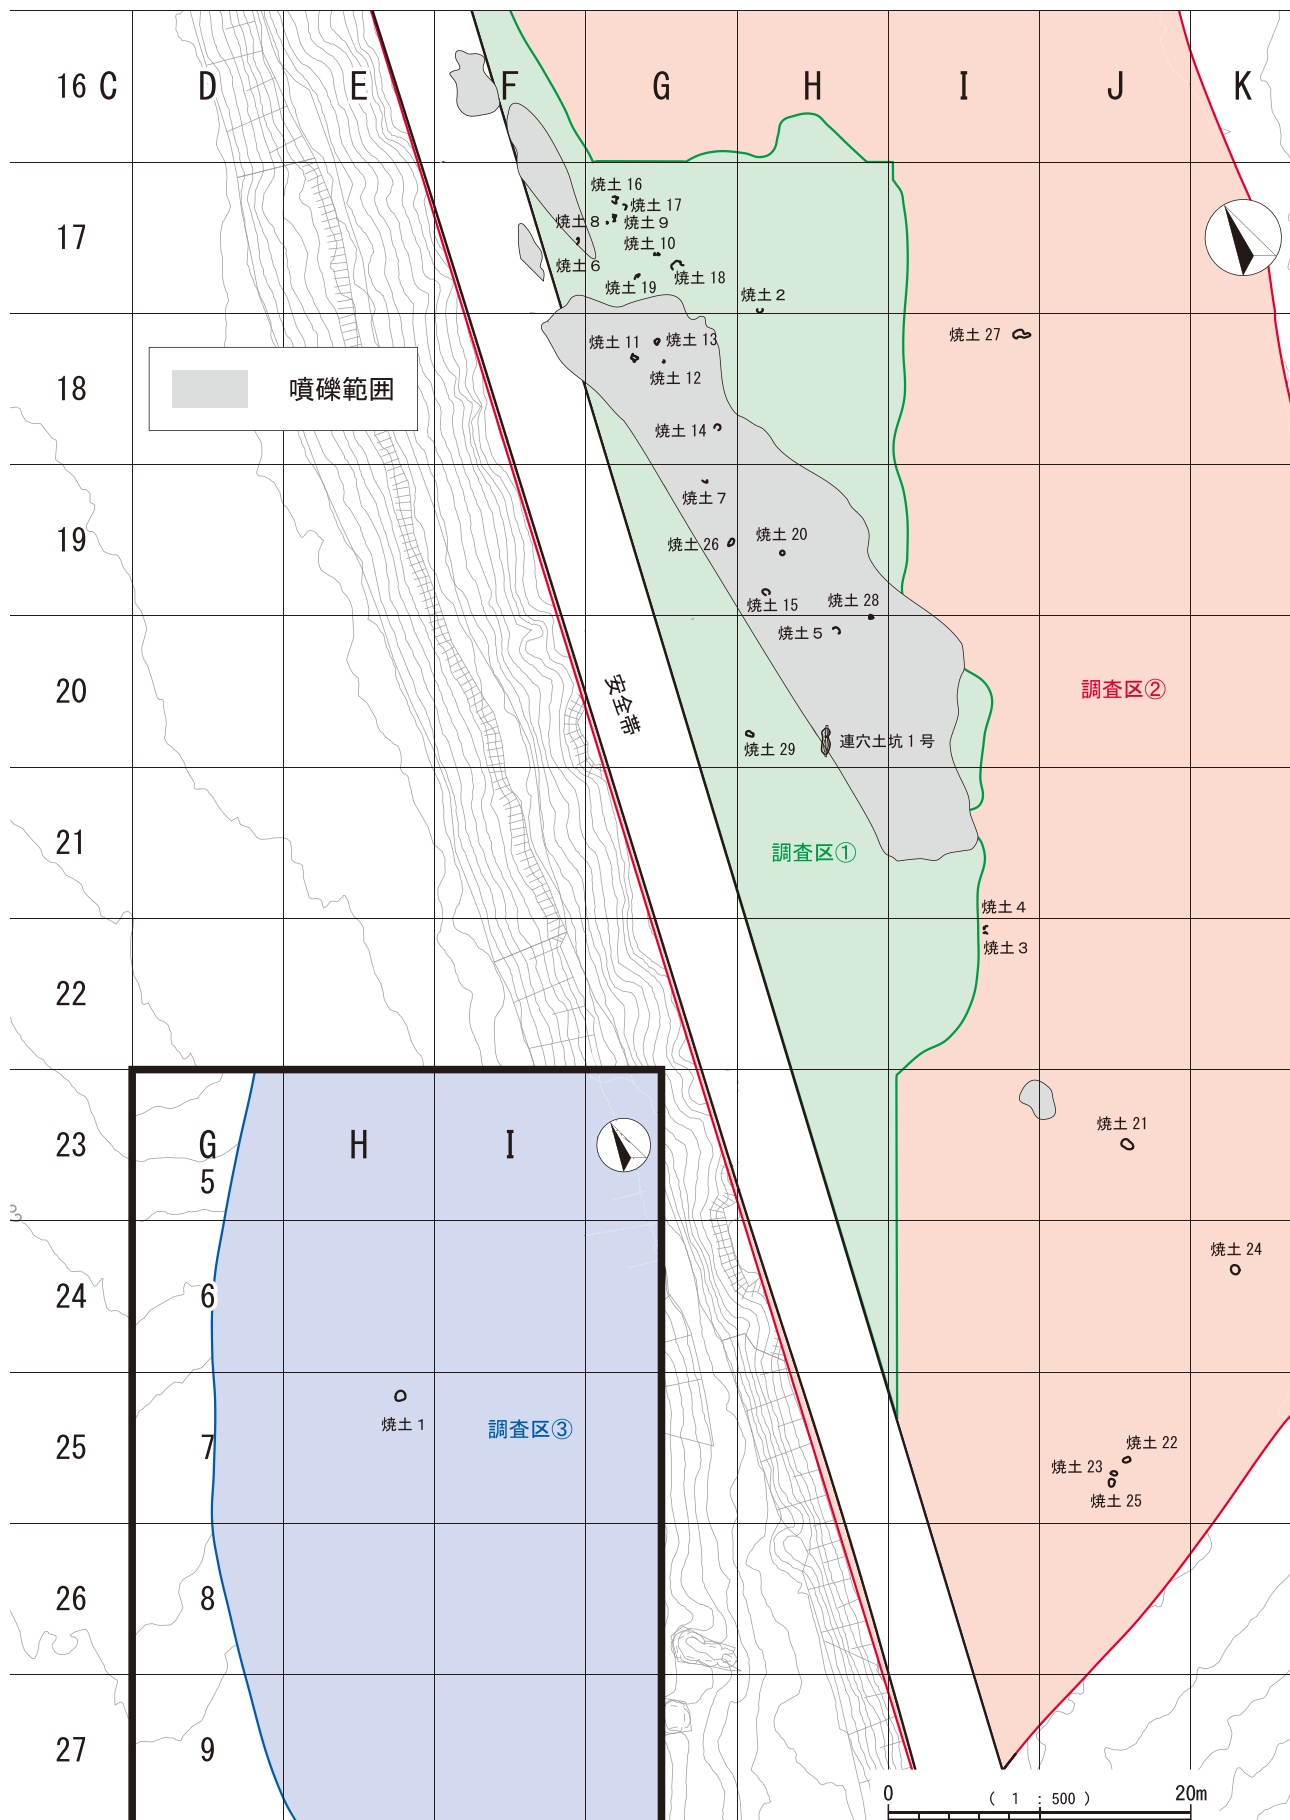 16 C D E F G H I J K
焼土 16
焼土 17
17
焼土 8
焼土 9
焼土 10
焼土 6
焼土 18
焼土 19
焼土 2
焼土 27
焼土 11
焼土 13
焼土 12
18
噴礫範囲
焼土 14
焼土 7
19
焼土 20
焼土 26
焼土 28
焼土 15
焼土 5
20
調査区②
安全帯
連穴土坑 1 号
焼土 29
21
調査区①
焼土 4
焼土 3
22
焼土 21
23
G H I
5
焼土 24
24
6
焼土 1
調査区③
25
7
焼土 22
焼土 23
焼土 25
26
8
27
9
0 ( 1 : 500 ) 20m